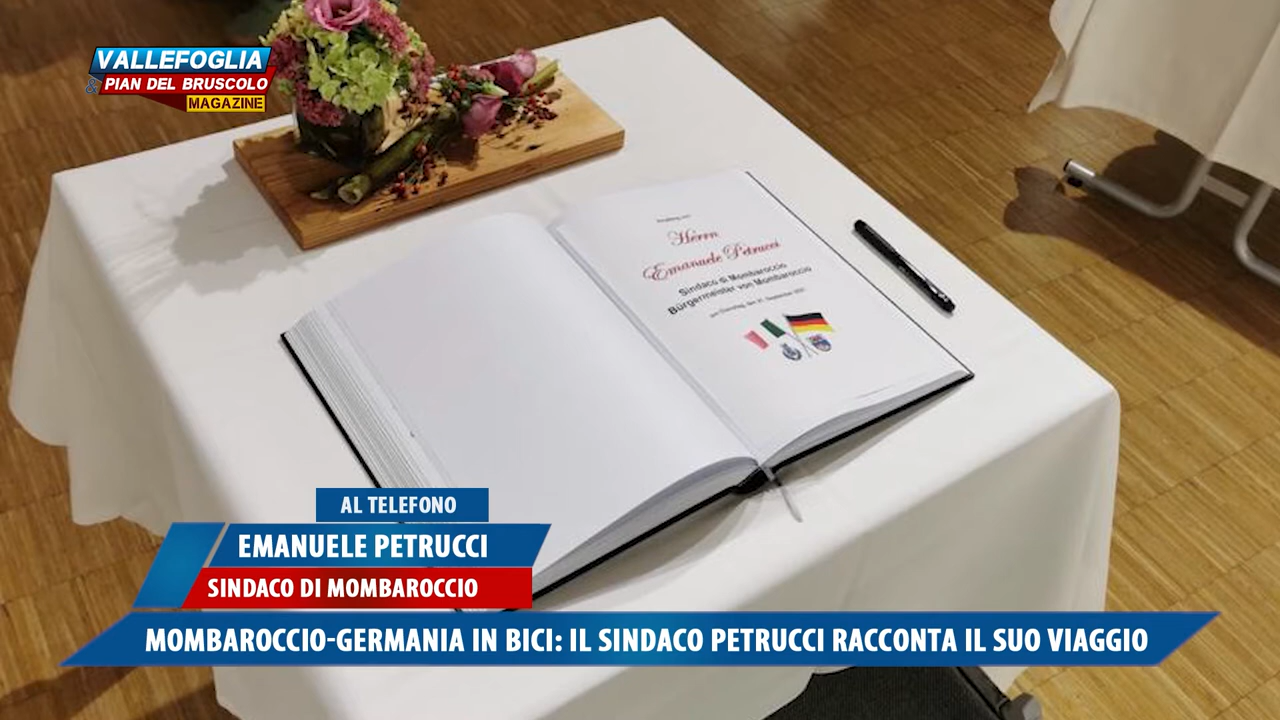 VALLEFOGLIA
& PIAN DEL BRUSCOLO
MAGAZINE
Herrn
Emanuele Petrucci
Sindaco di Mombaroccio
Bürgermeister von Mombaroccio
AL TELEFONO
EMANUELE PETRUCCI
SINDACO DI MOMBAROCCIO
MOMBAROCCIO-GERMANIA IN BICI: IL SINDACO PETRUCCI RACCONTA IL SUO VIAGGIO